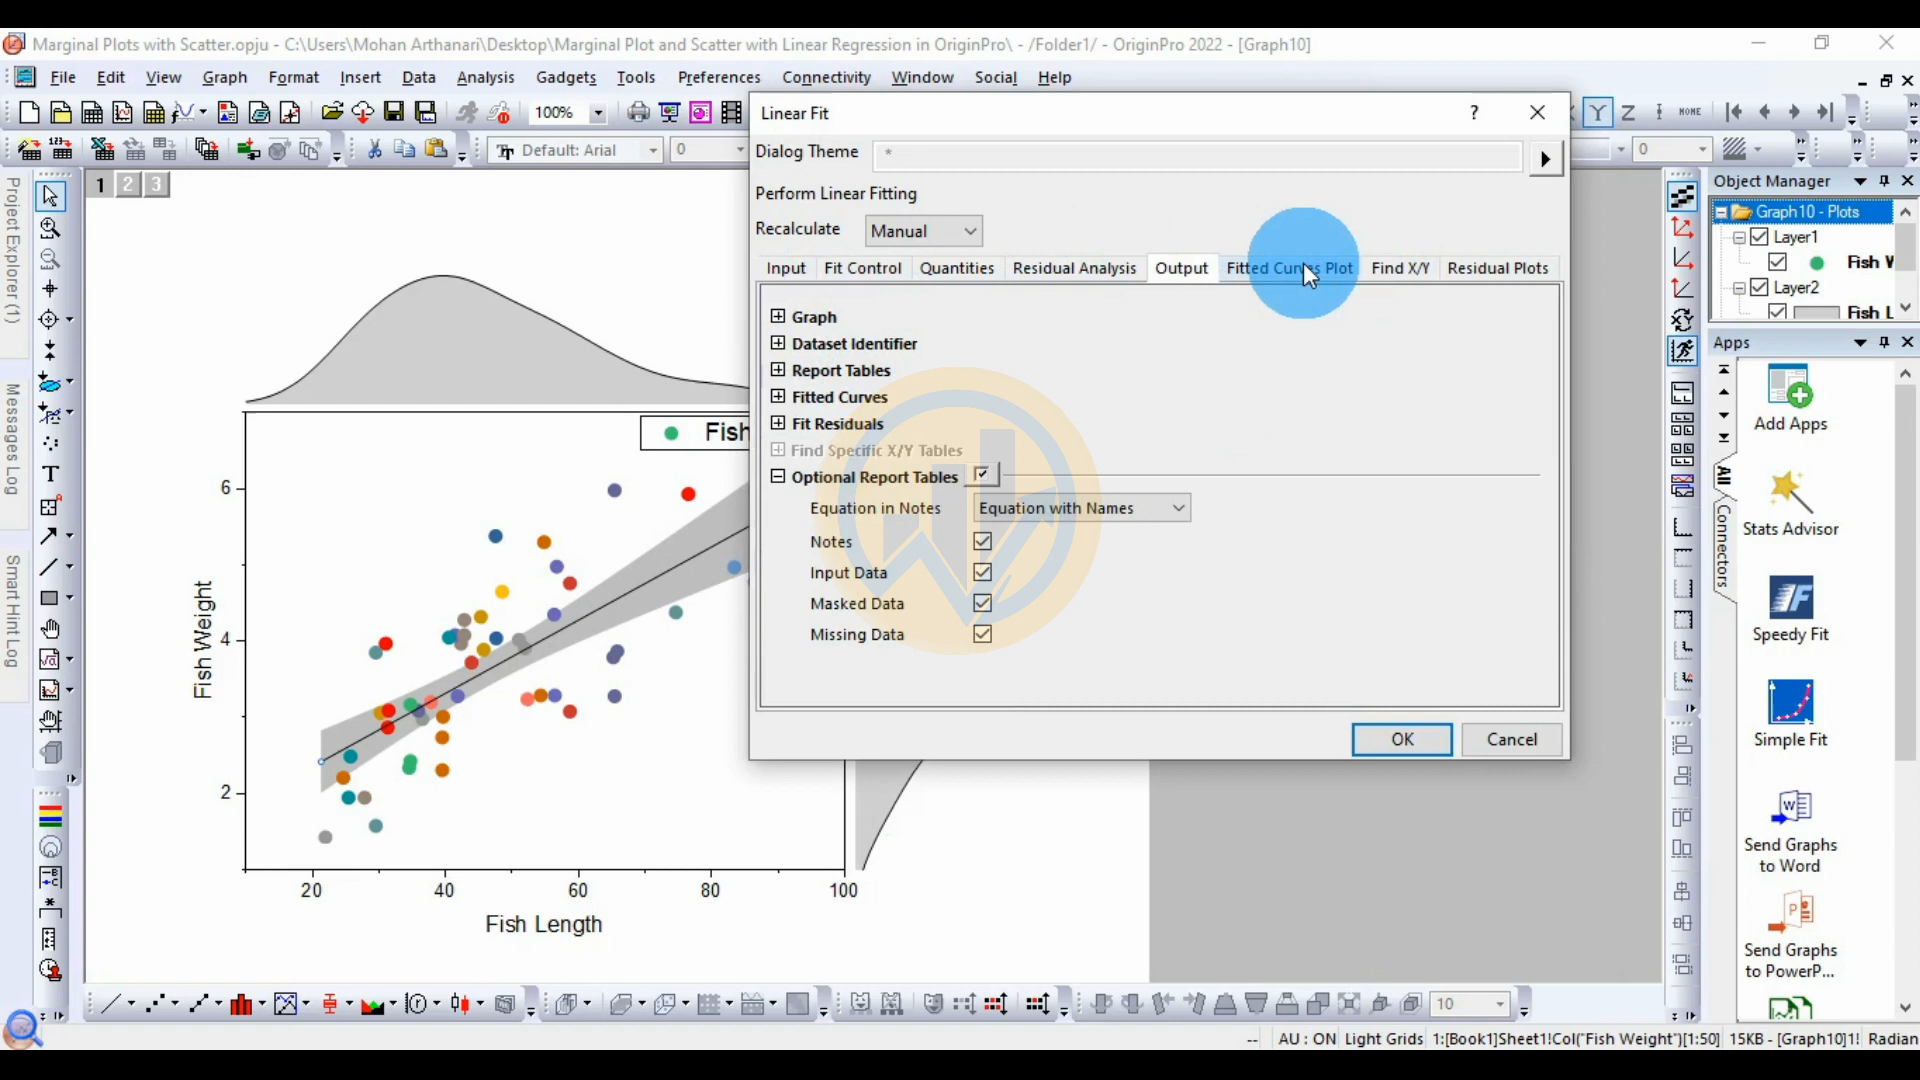 Marginal Plots with Scatter.opju - C:\Users\Mohan Arthanari\Desktop\Marginal Plot and Scatter with Linear Regression in OriginPro\ - /Folder1/ - OriginPro 2022 - [Graph10]
File Edit View Graph Format Insert Data Analysis Gadgets Tools Preferences Connectivity Window Social Help
100%
Y Z HOME
Default: Arial 0
0
Project Explorer (1)
Messages Log
Smart Hint Log
1 2 3
Fish
6
4
2
Fish Weight
20 40 60 80 100
Fish Length
Linear Fit
Dialog Theme *
Perform Linear Fitting
Recalculate Manual
Input Fit Control Quantities Residual Analysis Output Fitted Curves Plot Find X/Y Residual Plots
Graph
Dataset Identifier
Report Tables
Fitted Curves
Fit Residuals
Find Specific X/Y Tables
Optional Report Tables
Equation in Notes Equation with Names
Notes
Input Data
Masked Data
Missing Data
OK Cancel
Object Manager
Graph10 - Plots
Layer1
Fish W
Layer2
Fish L
Apps
All
Connectors
Add Apps
Stats Advisor
Speedy Fit
Simple Fit
Send Graphs
to Word
Send Graphs
to PowerP...
10
-- AU : ON Light Grids 1:[Book1]Sheet1!Col("Fish Weight")[1:50] 15KB - [Graph10]1! Radian